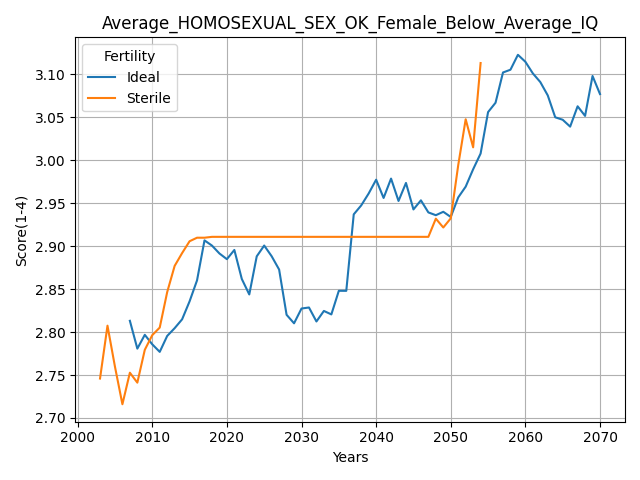 Average_HOMOSEXUAL_SEX_OK_Female_Below_Average_IQ
Fertility
Ideal
Sterile
Score(1-4)
3.10
3.05
3.00
2.95
2.90
2.85
2.80
2.75
2.70
2000 2010 2020 2030 2040 2050 2060 2070
Years